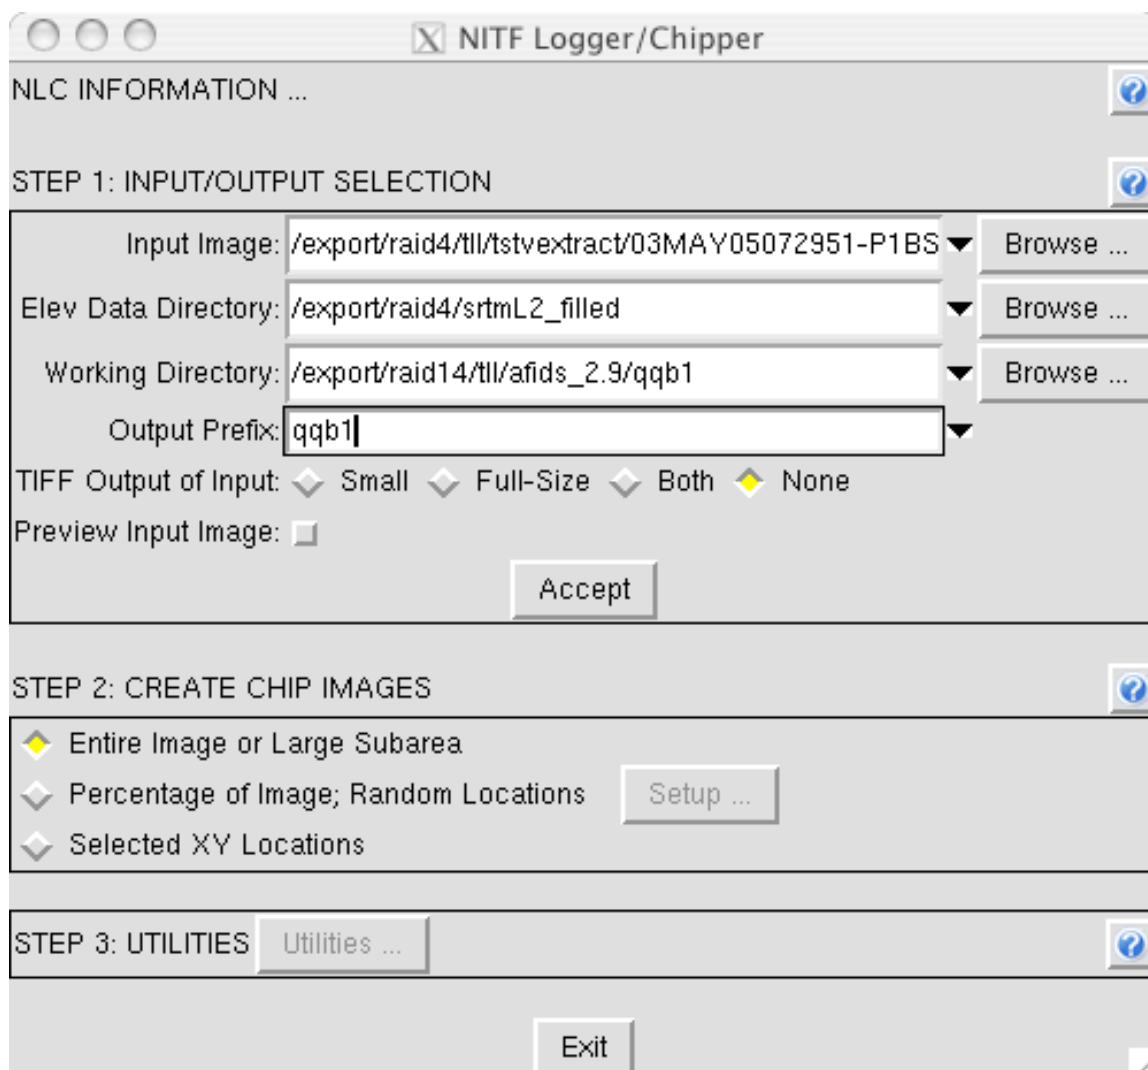 NITF Logger/Chipper
NLC INFORMATION ...
STEP 1: INPUT/OUTPUT SELECTION
Input Image: /export/raid4/tll/tstvextract/03MAY05072951-P1BS Browse ...
Elev Data Directory: /export/raid4/srtmL2_filled Browse ...
Working Directory: /export/raid14/tll/afids_2.9/qqb1 Browse ...
Output Prefix: qqb1
TIFF Output of Input: Small Full-Size Both None
Preview Input Image:
Accept
STEP 2: CREATE CHIP IMAGES
Entire Image or Large Subarea
Percentage of Image; Random Locations Setup ...
Selected XY Locations
STEP 3: UTILITIES Utilities ...
Exit